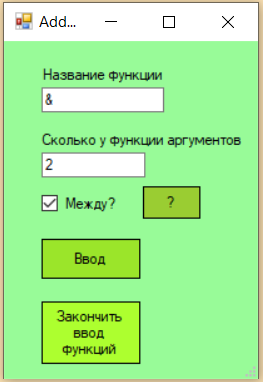 Add...
Название функции
&
Сколько у функции аргументов
2
Между?
?
Ввод
Закончить
ввод
функций